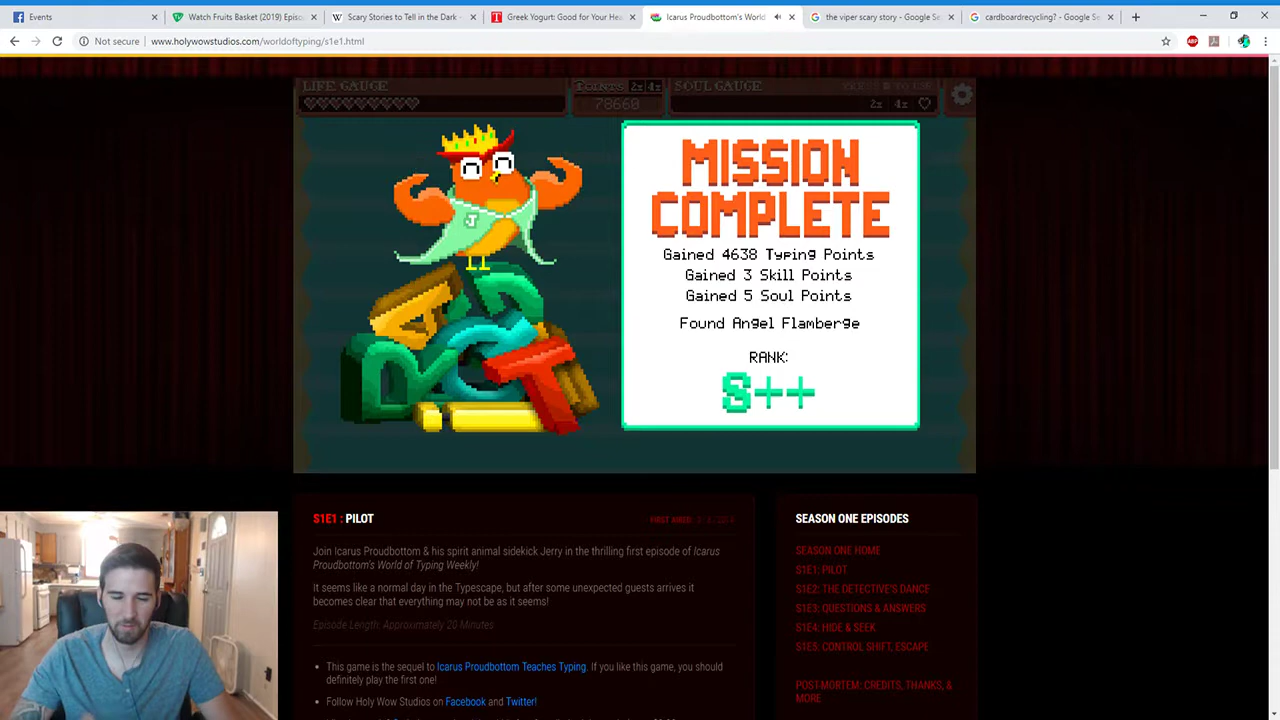 Events
Watch Fruits Basket (2019) Episo
Scary Stories to Tell in the Dark -
Greek Yogurt: Good for Your Hea
Icarus Proudbottom's World
the viper scary story - Google Se
cardboardrecycling? - Google Se
Not secure | www.holywowstudios.com/worldoftyping/s1e1.html
LIFE GAUGE
POINTS 2x 4x
SOUL GAUGE
78660
2x 4x
MISSION
COMPLETE
Gained 4638 Typing Points
Gained 3 Skill Points
Gained 5 Soul Points
Found Angel Flamberge
RANK:
S++
J
S1E1 : PILOT
Join Icarus Proudbottom & his spirit animal sidekick Jerry in the thrilling first episode of Icarus
Proudbottom's World of Typing Weekly!
It seems like a normal day in the Typescape, but after some unexpected guests arrives it
becomes clear that everything may not be as it seems!
Episode Length: Approximately 20 Minutes
This game is the sequel to Icarus Proudbottom Teaches Typing. If you like this game, you should
definitely play the first one!
Follow Holy Wow Studios on Facebook and Twitter!
SEASON ONE EPISODES
SEASON ONE HOME
S1E1: PILOT
S1E2: THE DETECTIVE'S DANCE
S1E3: QUESTIONS & ANSWERS
S1E4: HIDE & SEEK
S1E5: CONTROL SHIFT, ESCAPE
POST-MORTEM: CREDITS, THANKS, &
MORE